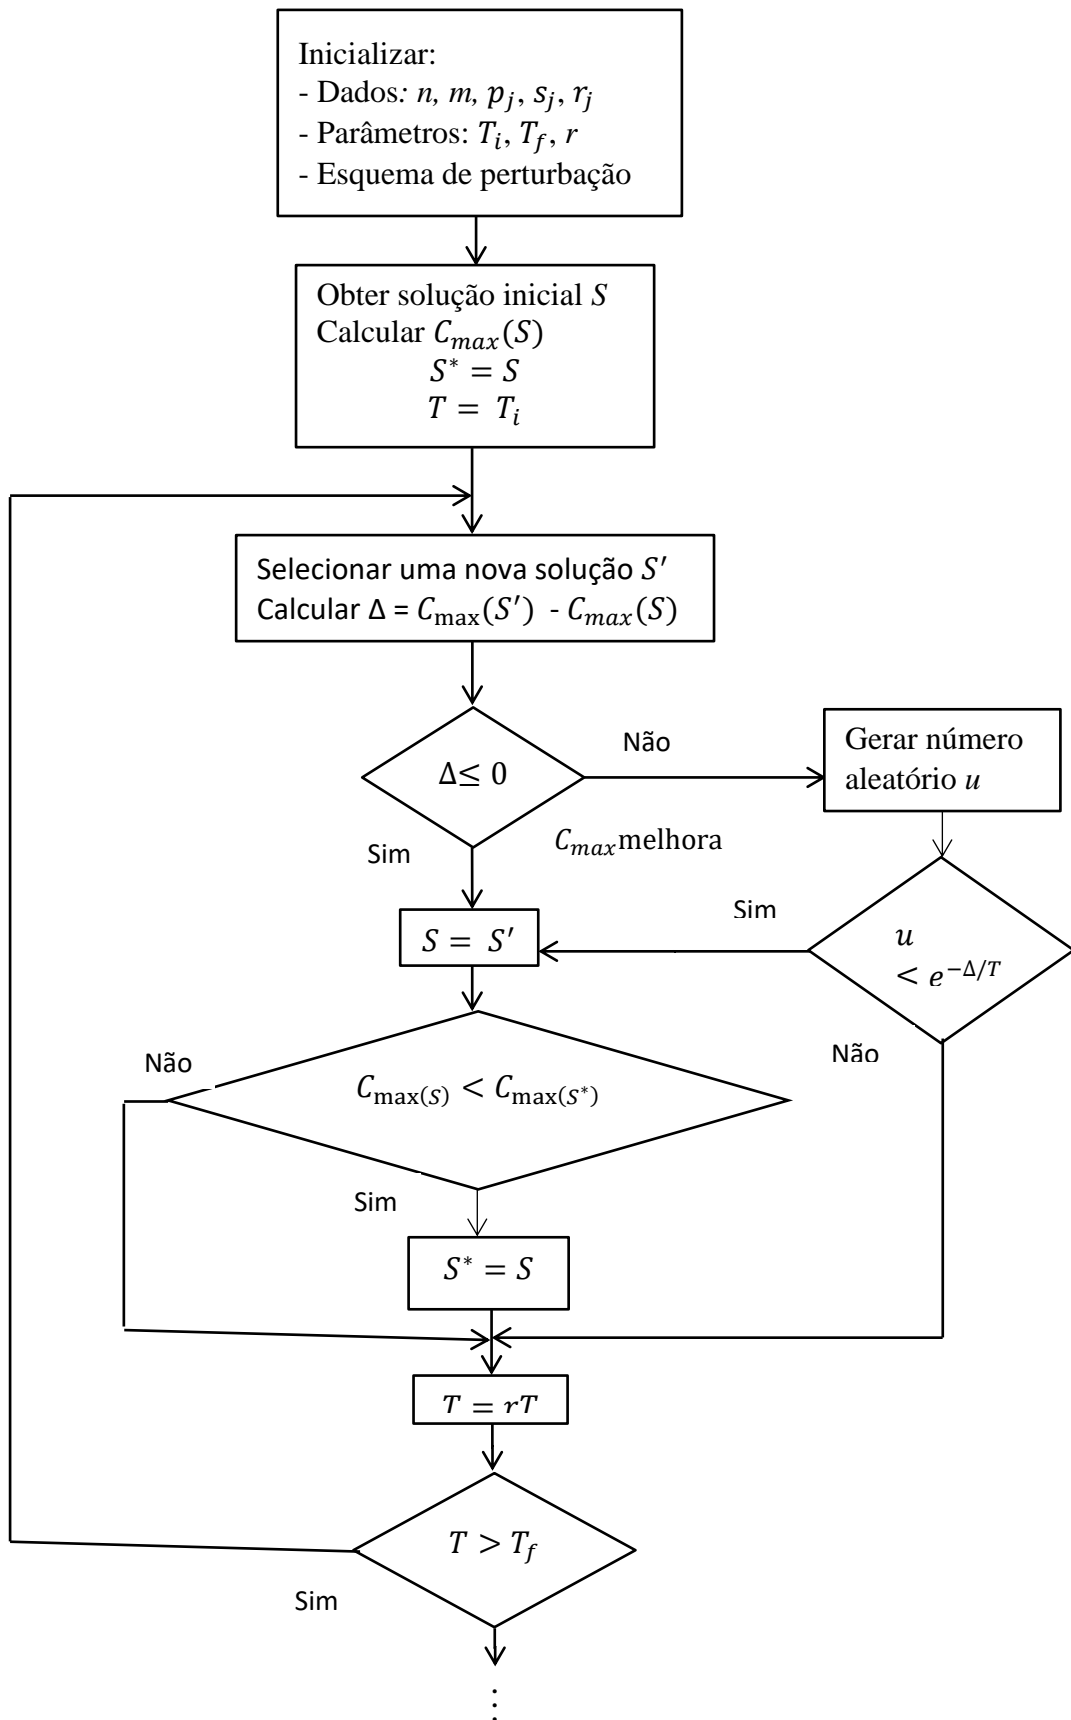 Inicializar:
- Dados: n, m, p_j, s_j, r_j
- Parâmetros: T_i, T_f, r
- Esquema de perturbação
Obter solução inicial S
Calcular C_max(S)
S* = S
T = T_i
Selecionar uma nova solução S′
Calcular Δ = C_max(S′) - C_max(S)
Δ≤ 0
Não
Gerar número
aleatório u
Sim
C_max melhora
S = S′
Sim
u
< e^{-Δ/T}
Não
Não
C_max(S) < C_max(S*)
Sim
S* = S
T = rT
T > T_f
Sim
⋮